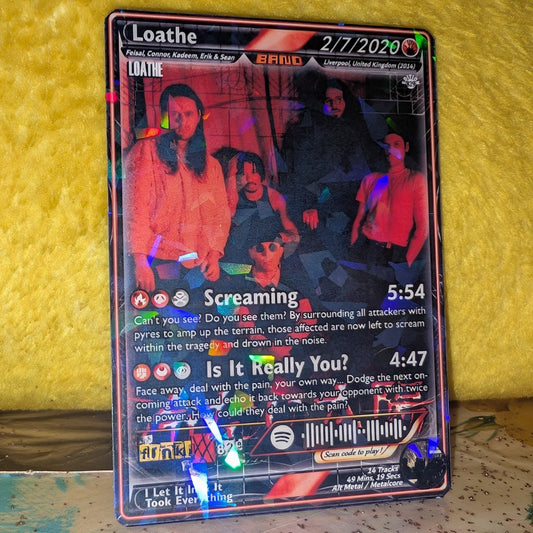 Loathe
2/7/2020
Feisal, Connor, Kadeem, Erik & Sean
BAND
Liverpool, United Kingdom (2014)
LOATHE
Screaming
5:54
Can't you see? Do you see them? By surrounding all attackers with
pyres to amp up the terrain, those affected are now left to scream
within the tragedy and drown in the noise.
Is It Really You?
4:47
Face away, deal with the pain, your own way... Dodge the next on-
coming attack and echo it back towards your opponent with twice
the power. How could they deal with the pain?
Scan code to play!
14 Tracks
49 Mins, 19 Secs
Alt Metal / Metalcore
I Let It In & It
Took Everything